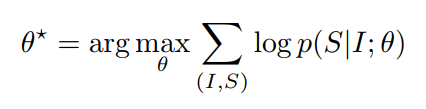 θ⋆ = arg max_θ ∑_(I,S) log p(S|I; θ)